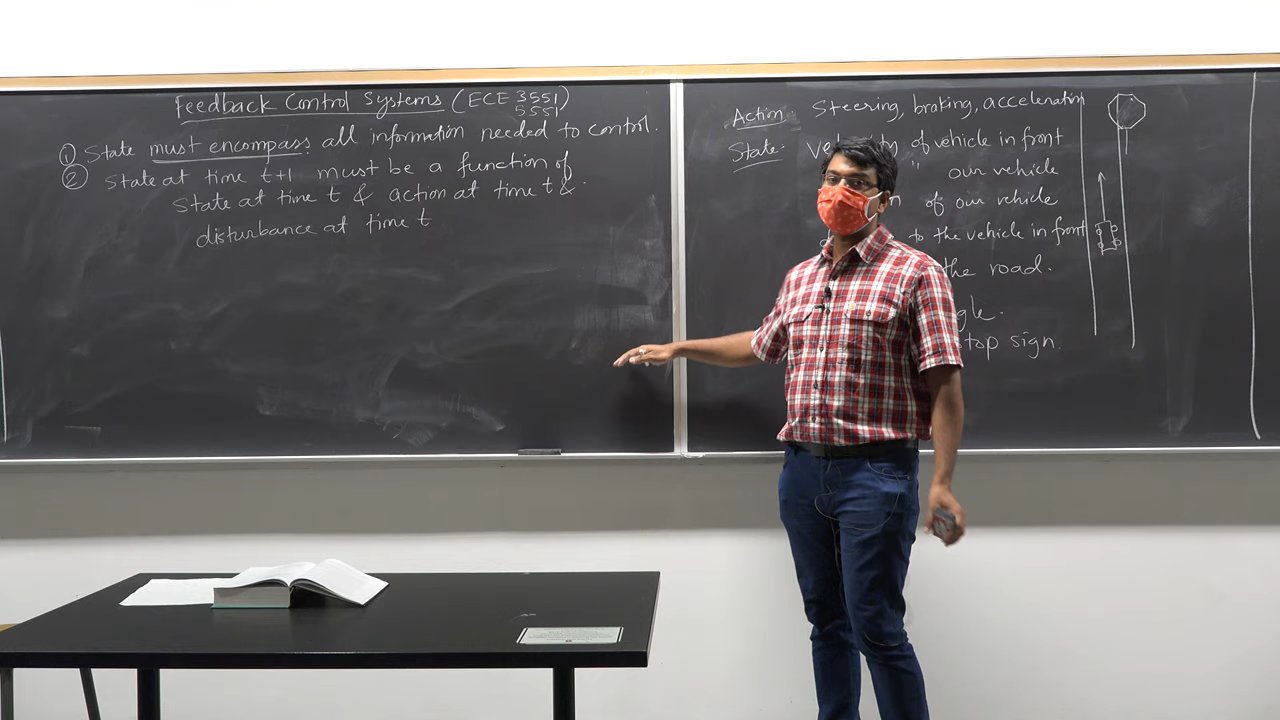 Feedback Control Systems (ECE 3551)
5551
① State must encompass all information needed to control.
② State at time t+1 must be a function of
State at time t & action at time t &
disturbance at time t
Action: Steering, braking, acceleration
State: of vehicle in front
" our vehicle
of our vehicle
to the vehicle in front
the road.
top sign.